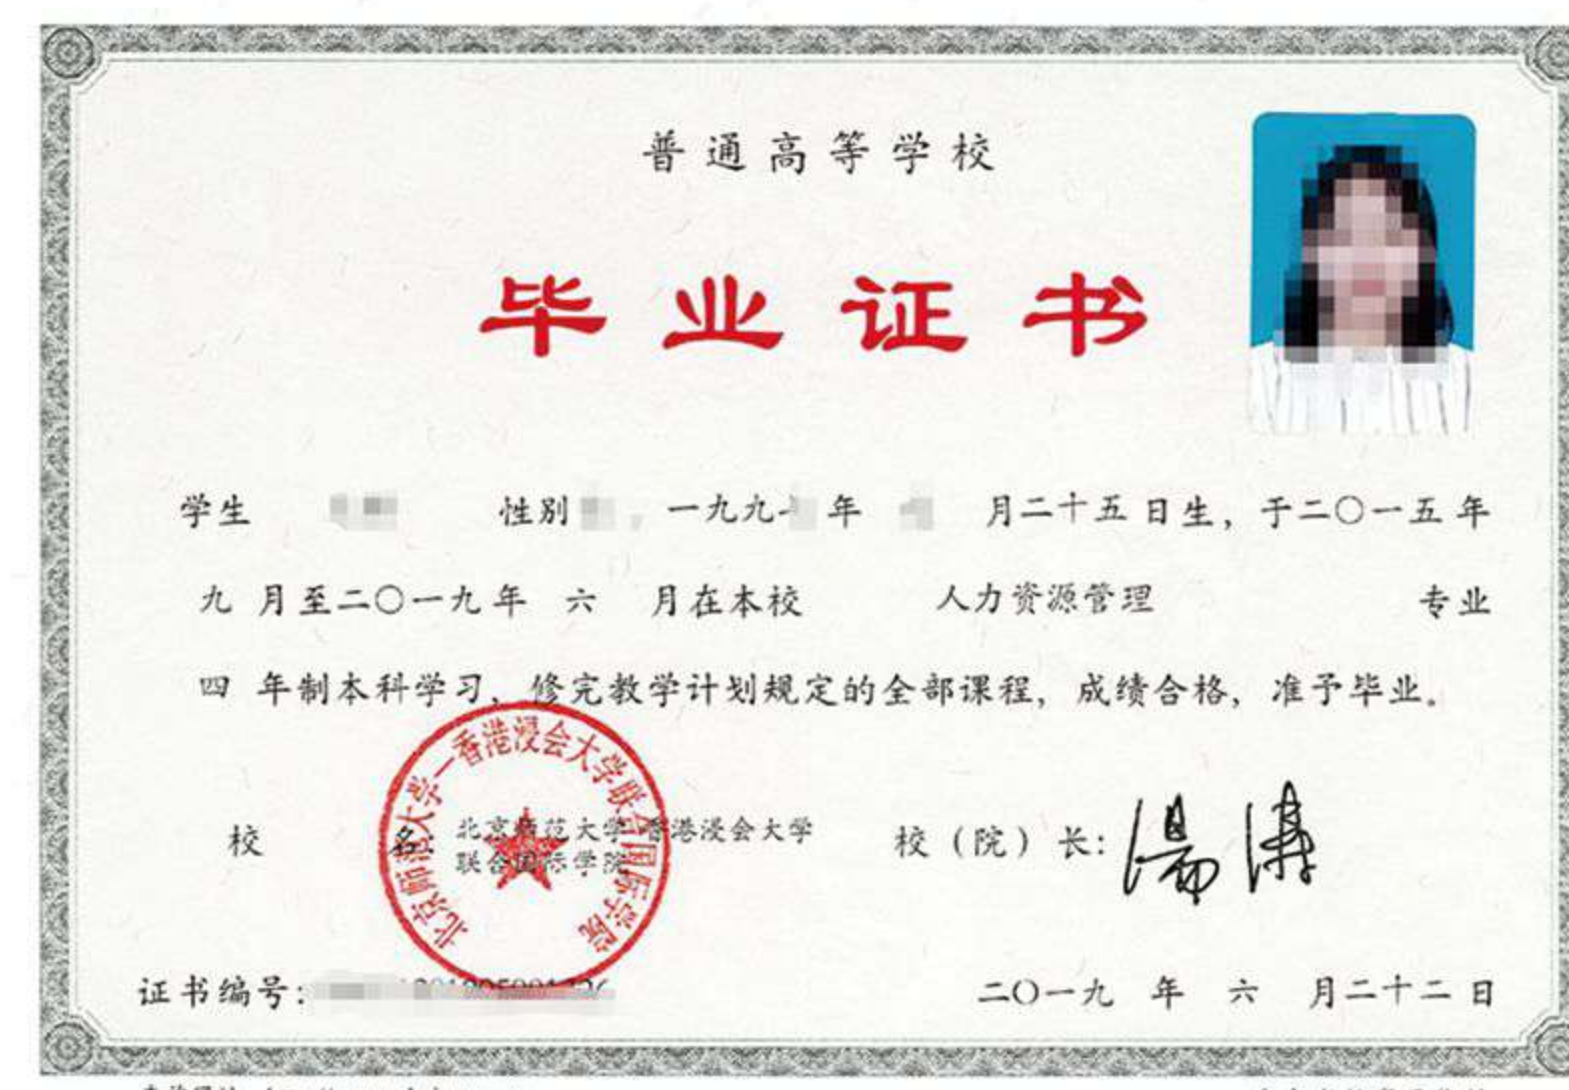 普通高等学校
毕业证书
学生 性别 一九九 年 月二十五日生，于二〇一五年
九月至二〇一九年 六 月在本校 人力资源管理 专业
四 年制本科学习，修完教学计划规定的全部课程，成绩合格，准予毕业。
北京师范大学－香港浸会大学联合国际学院
校 名：北京师范大学－香港浸会大学
联合国际学院
校（院）长：
证书编号：
二〇一九 年 六 月二十二日